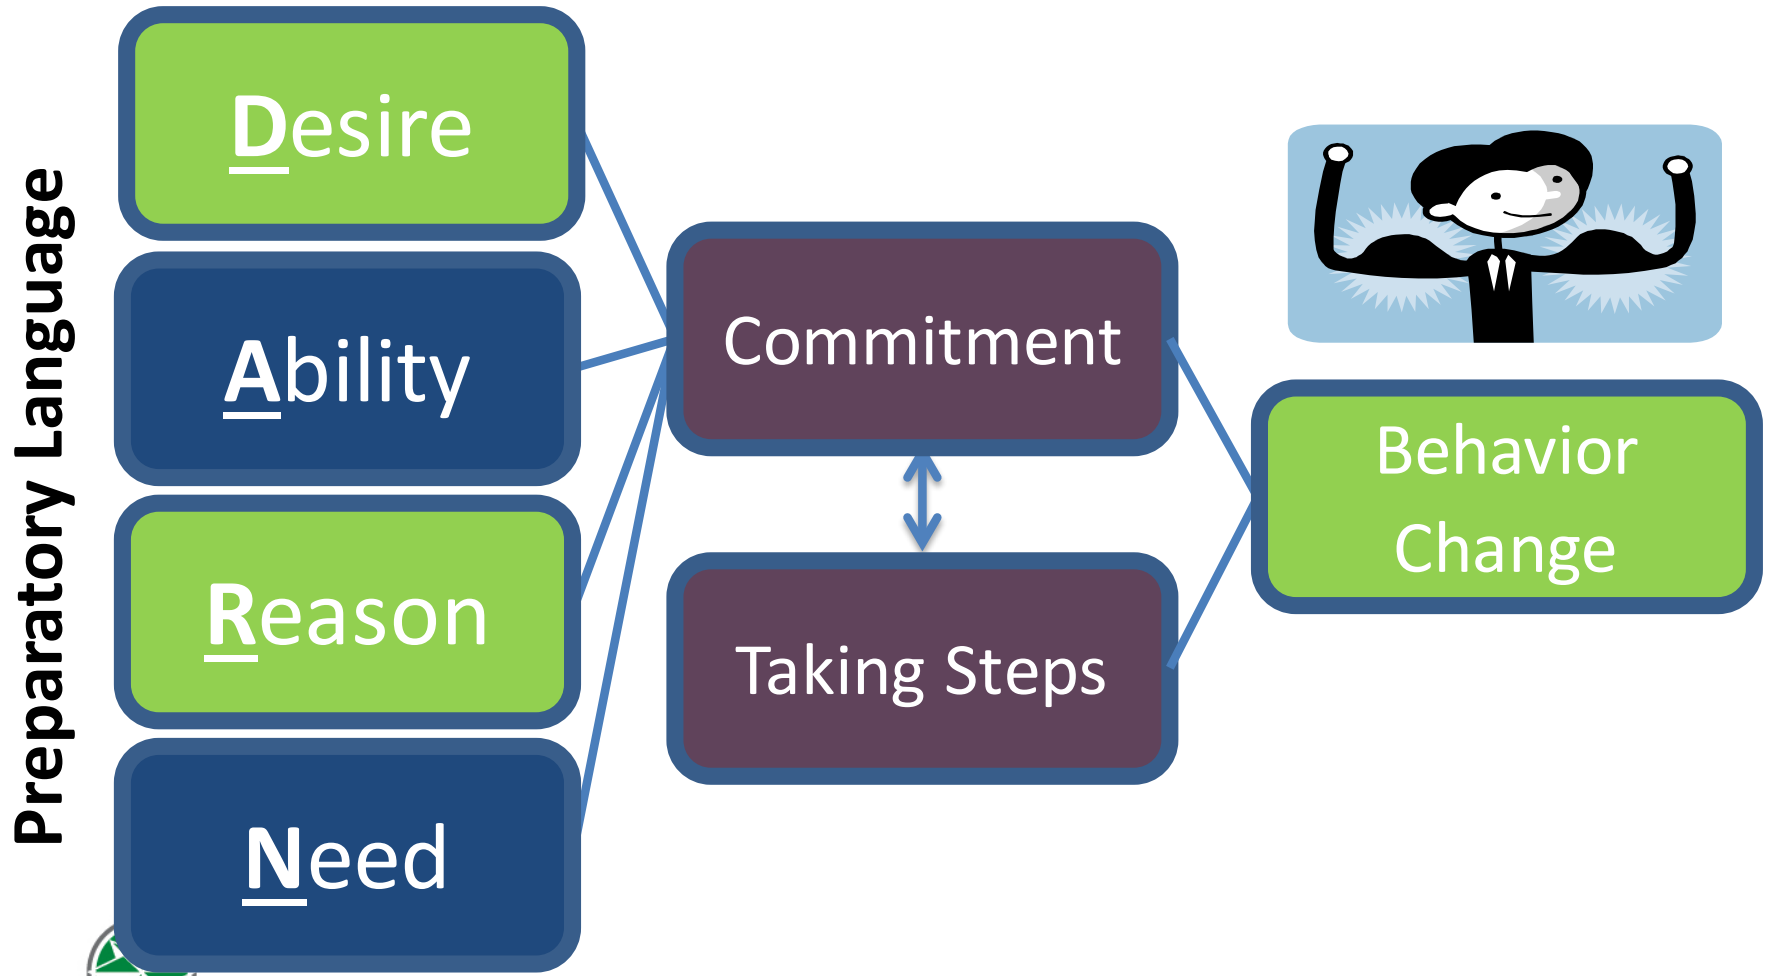 Preparatory Language
Desire
Ability
Reason
Need
Commitment
Taking Steps
Behavior
Change